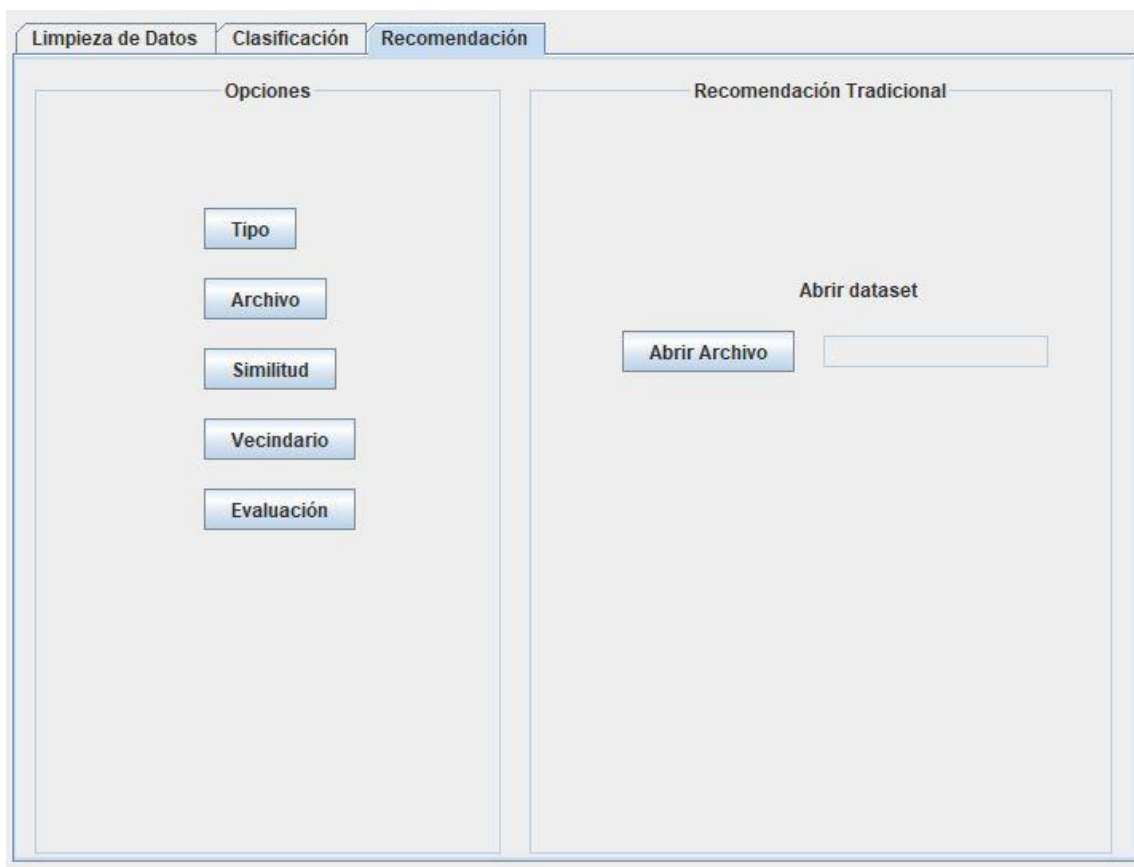 Limpieza de Datos Clasificación Recomendación
Opciones
Tipo
Archivo
Similitud
Vecindario
Evaluación
Recomendación Tradicional
Abrir dataset
Abrir Archivo